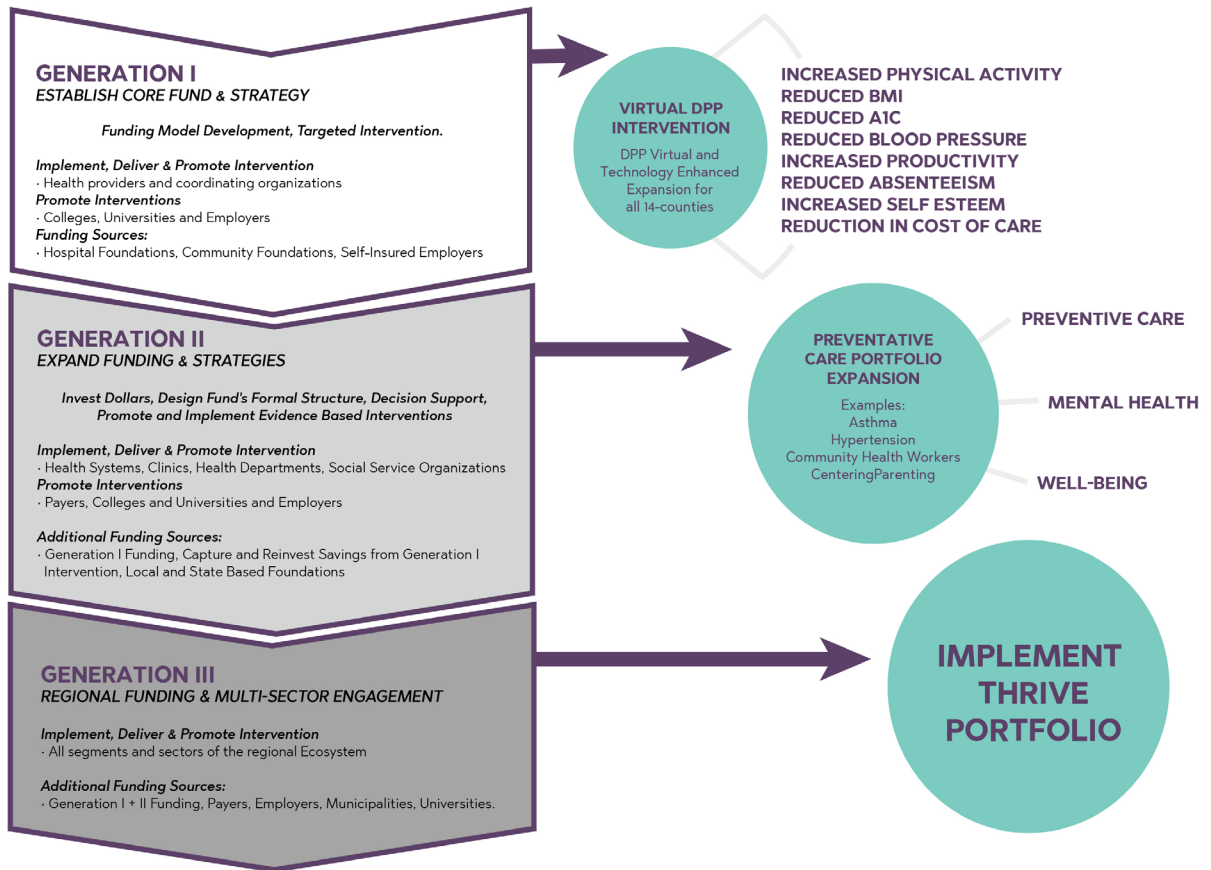 GENERATION I
ESTABLISH CORE FUND & STRATEGY
Funding Model Development, Targeted Intervention.
Implement, Deliver & Promote Intervention
· Health providers and coordinating organizations
Promote Interventions
· Colleges, Universities and Employers
Funding Sources:
· Hospital Foundations, Community Foundations, Self-Insured Employers
VIRTUAL DPP
INTERVENTION
DPP Virtual and
Technology Enhanced
Expansion for
all 14-counties
INCREASED PHYSICAL ACTIVITY
REDUCED BMI
REDUCED A1C
REDUCED BLOOD PRESSURE
INCREASED PRODUCTIVITY
REDUCED ABSENTEEISM
INCREASED SELF ESTEEM
REDUCTION IN COST OF CARE
GENERATION II
EXPAND FUNDING & STRATEGIES
Invest Dollars, Design Fund's Formal Structure, Decision Support,
Promote and Implement Evidence Based Interventions
Implement, Deliver & Promote Intervention
· Health Systems, Clinics, Health Departments, Social Service Organizations
Promote Interventions
· Payers, Colleges and Universities and Employers
Additional Funding Sources:
· Generation I Funding, Capture and Reinvest Savings from Generation I
Intervention, Local and State Based Foundations
PREVENTATIVE
CARE PORTFOLIO
EXPANSION
Examples:
Asthma
Hypertension
Community Health Workers
CenteringParenting
PREVENTIVE CARE
MENTAL HEALTH
WELL-BEING
GENERATION III
REGIONAL FUNDING & MULTI-SECTOR ENGAGEMENT
Implement, Deliver & Promote Intervention
· All segments and sectors of the regional Ecosystem
Additional Funding Sources:
· Generation I + II Funding, Payers, Employers, Municipalities, Universities.
IMPLEMENT
THRIVE
PORTFOLIO